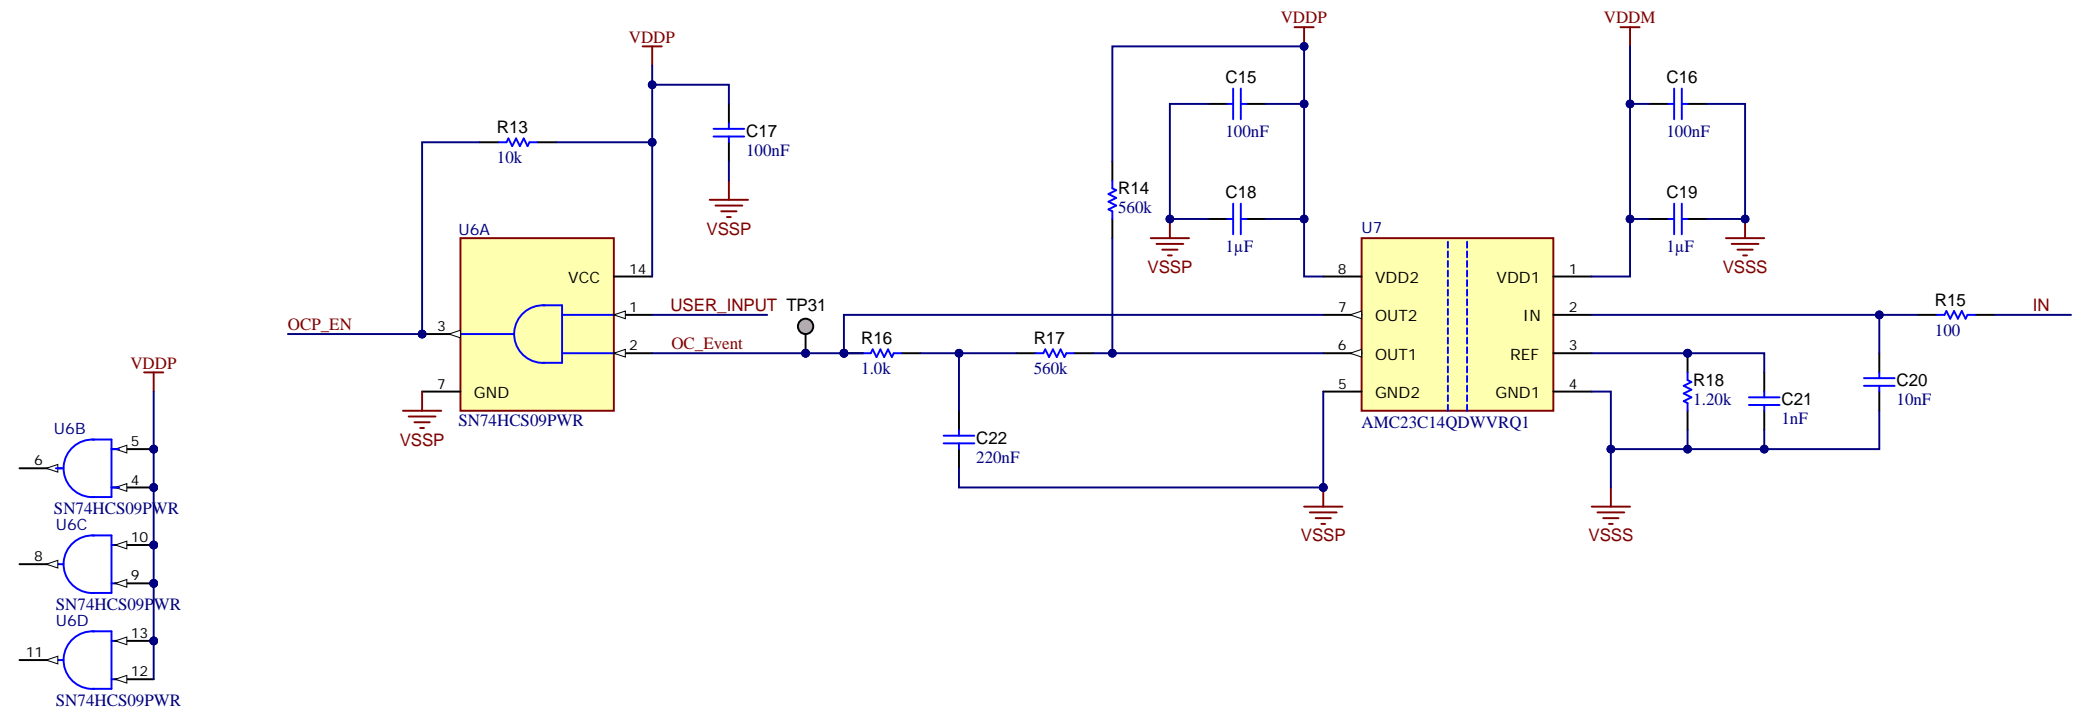 VDDP
VDDP
VDDM
C15
100nF
C16
100nF
R13
10k
C17
100nF
VSSP
R14
560k
C18
1µF
VSSP
C19
1µF
VSSS
U6A
VCC
14
1
USER_INPUT
TP31
2
OC_Event
3
OCP_EN
7
GND
VSSP
SN74HCS09PWR
R16
1.0k
R17
560k
C22
220nF
U7
8
VDD2
VDD1
1
7
OUT2
IN
2
6
OUT1
REF
3
5
GND2
GND1
4
AMC23C14QDWVRQ1
VSSP
R15
100
IN
R18
1.20k
C21
1nF
C20
10nF
VSSS
VDDP
U6B
5
6
4
SN74HCS09PWR
U6C
10
8
9
SN74HCS09PWR
U6D
13
11
12
SN74HCS09PWR